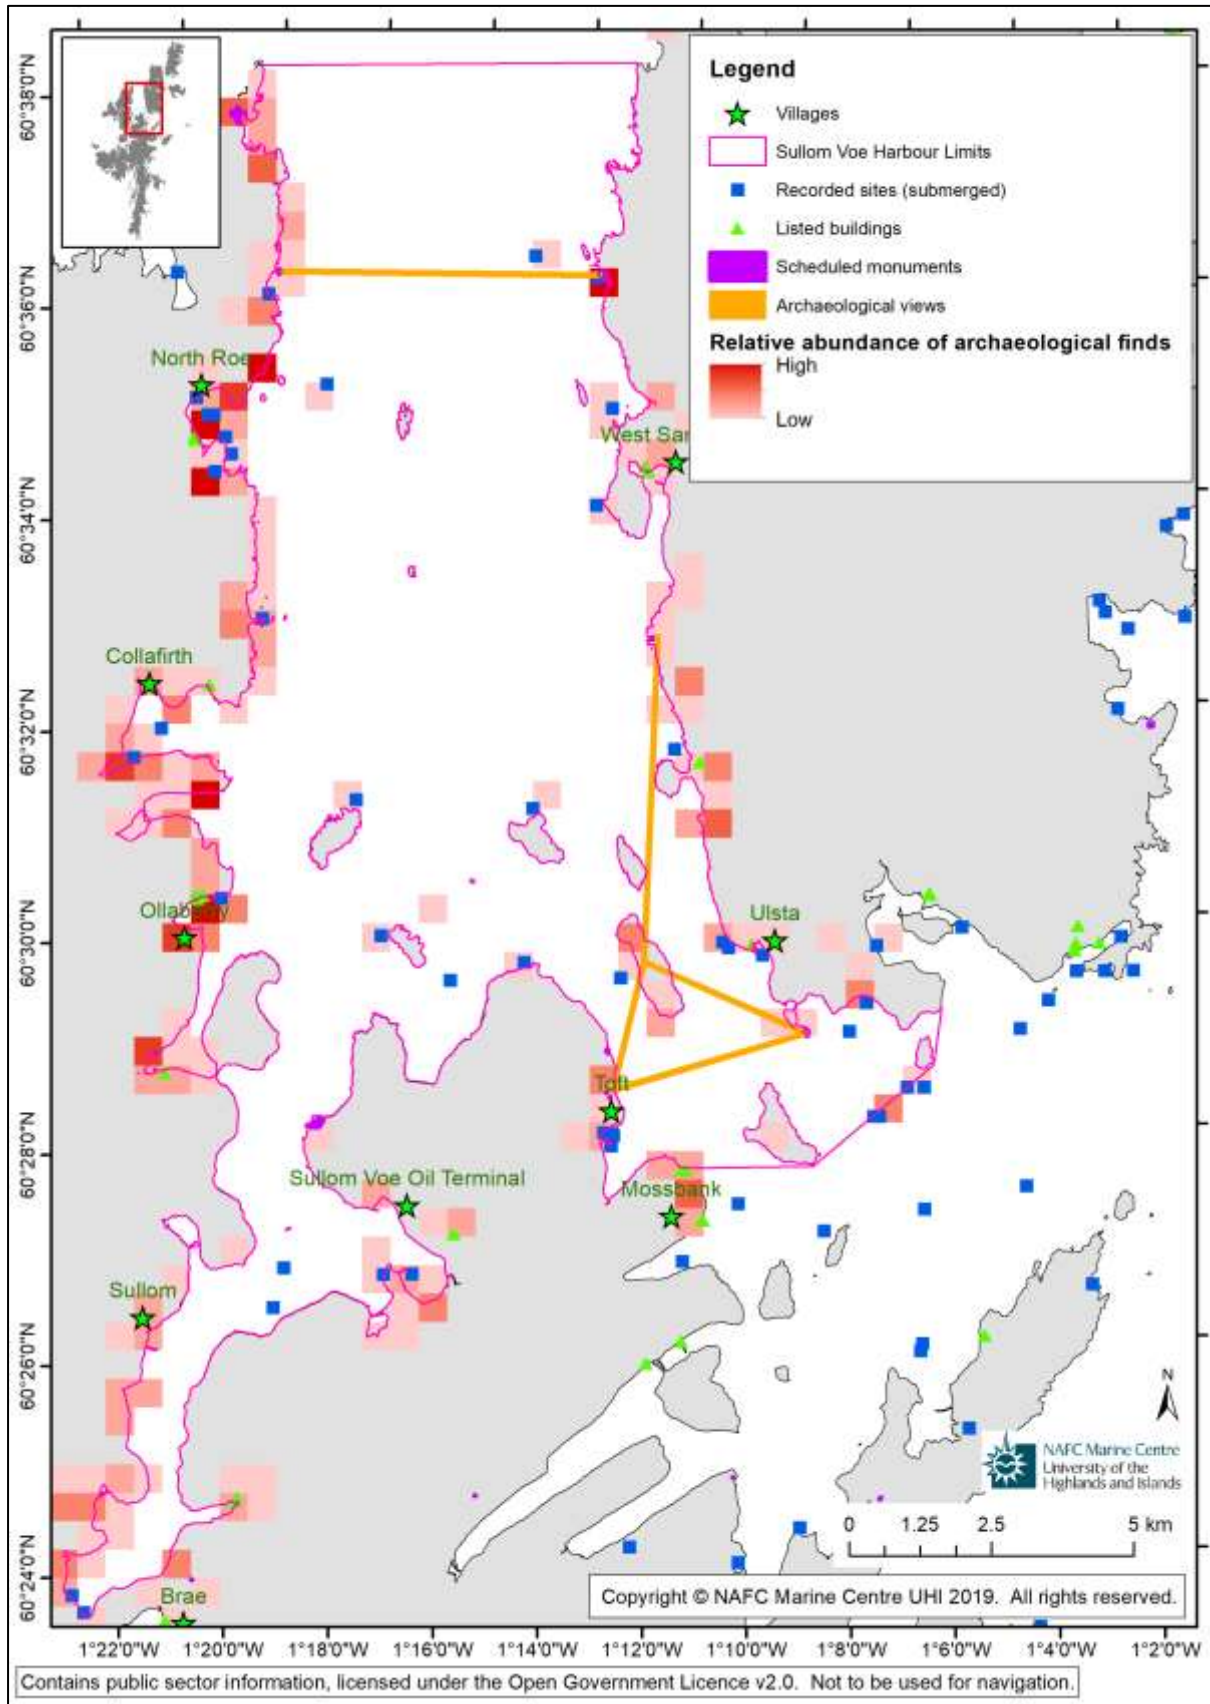 Legend
Villages
Sullom Voe Harbour Limits
Recorded sites (submerged)
Listed buildings
Scheduled monuments
Archaeological views
Relative abundance of archaeological finds
High
Low
60°38'0"N
60°36'0"N
60°34'0"N
60°32'0"N
60°30'0"N
60°28'0"N
60°26'0"N
60°24'0"N
North Roe
West San
Collafirth
Ollaberry
Ulsta
Toft
Sullom Voe Oil Terminal
Mossbank
Sullom
Brae
N
NAFC Marine Centre
University of the
Highlands and Islands
0 1.25 2.5 5 km
Copyright © NAFC Marine Centre UHI 2019. All rights reserved.
1°22'0"W 1°20'0"W 1°18'0"W 1°16'0"W 1°14'0"W 1°12'0"W 1°10'0"W 1°8'0"W 1°6'0"W 1°4'0"W 1°2'0"W
Contains public sector information, licensed under the Open Government Licence v2.0. Not to be used for navigation.